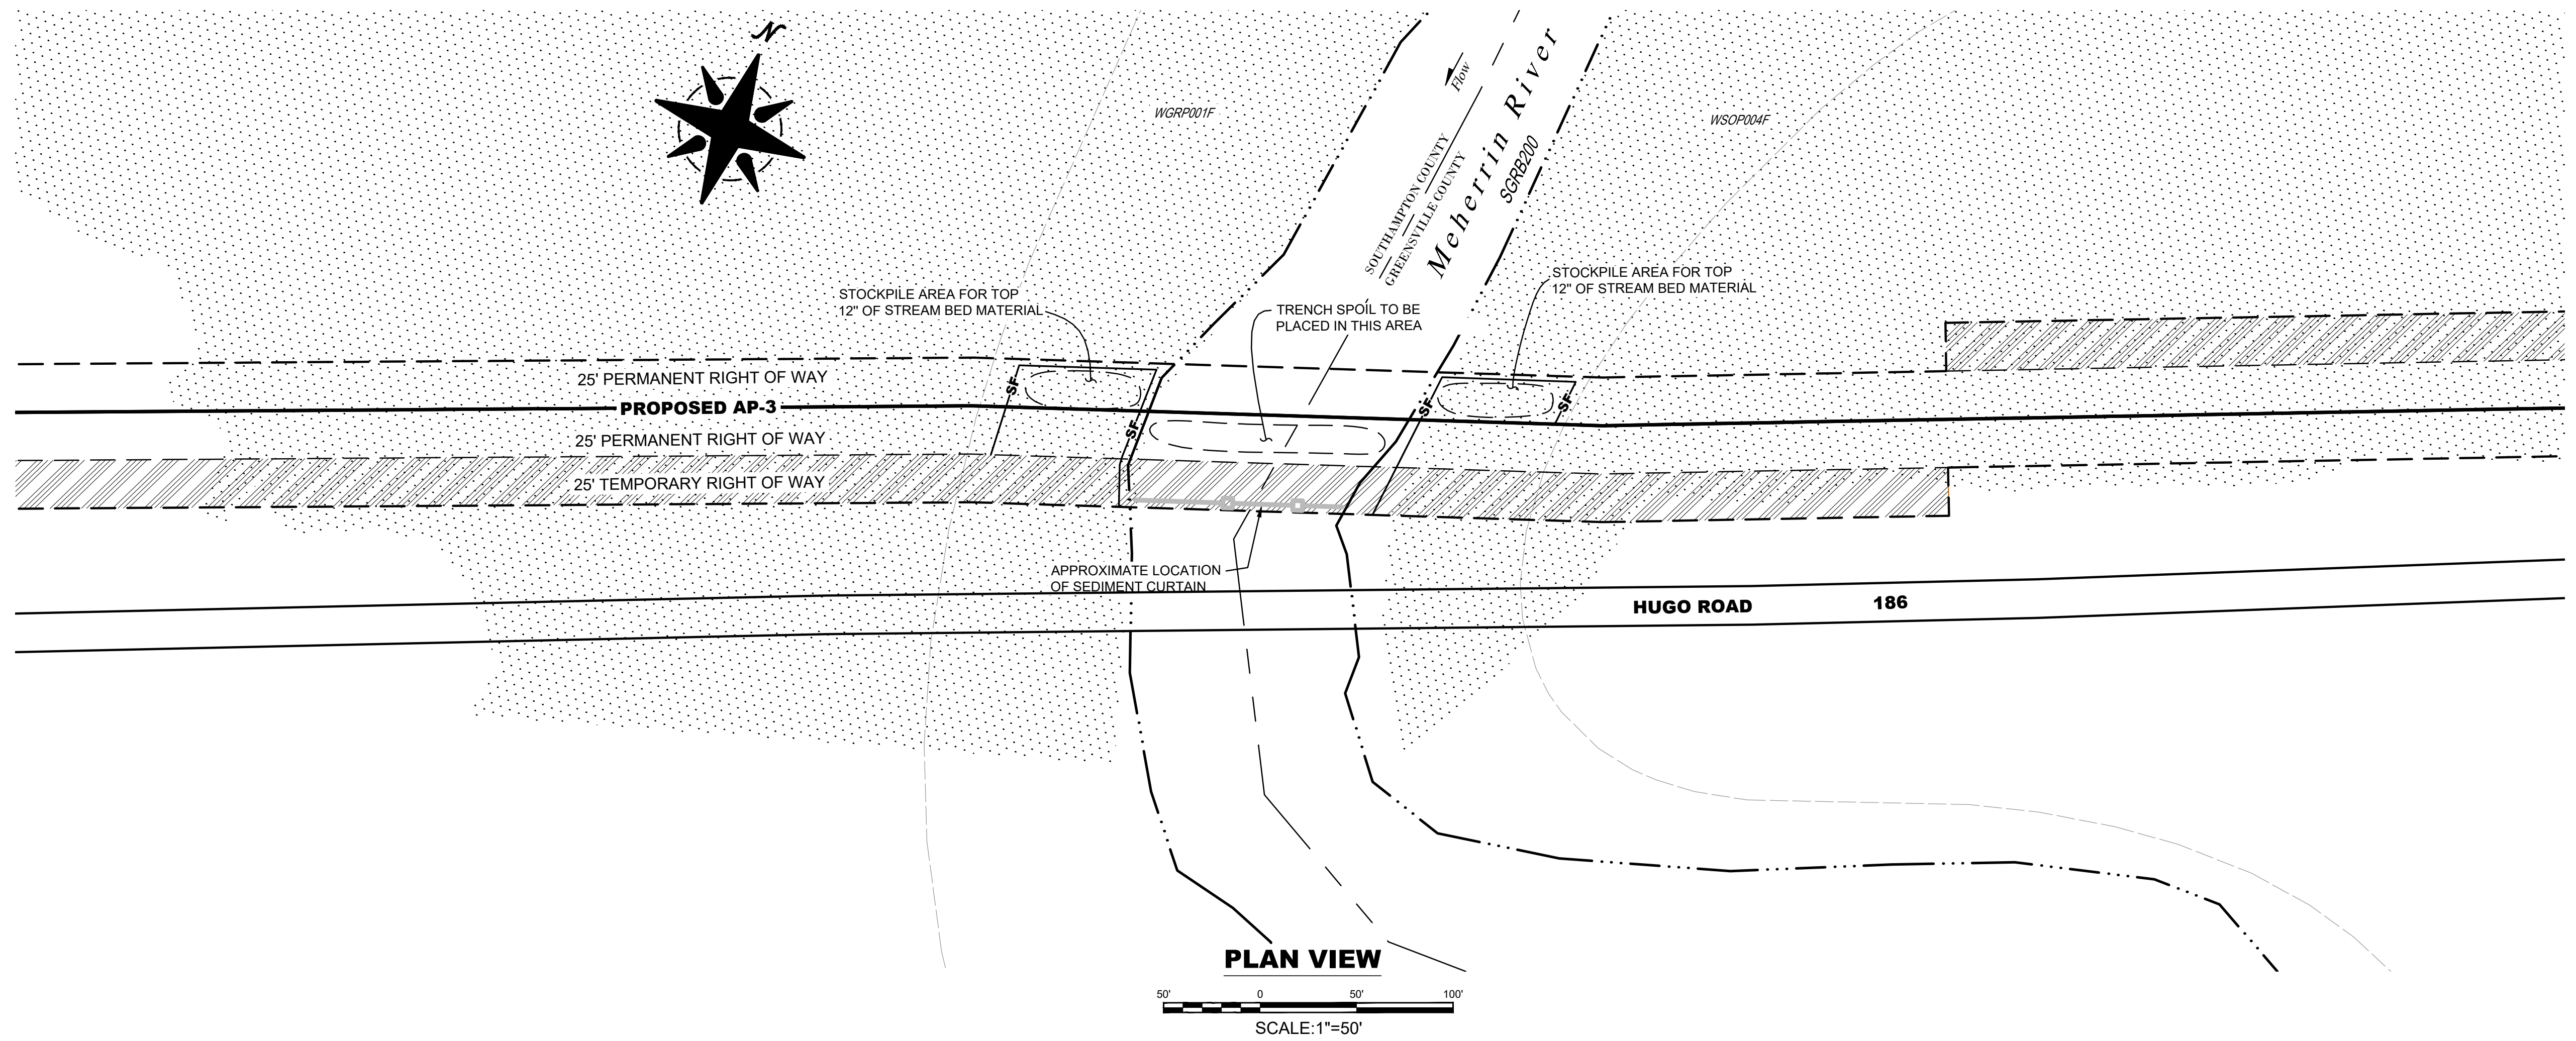 N
Flow
WGRP001F
WSOP004F
Meherrin River
SGRB200
SOUTHAMPTON COUNTY
GREENSVILLE COUNTY
STOCKPILE AREA FOR TOP
12" OF STREAM BED MATERIAL
STOCKPILE AREA FOR TOP
12" OF STREAM BED MATERIAL
TRENCH SPOIL TO BE
PLACED IN THIS AREA
25' PERMANENT RIGHT OF WAY
SF
SF
SF
SF
PROPOSED AP-3
25' PERMANENT RIGHT OF WAY
25' TEMPORARY RIGHT OF WAY
APPROXIMATE LOCATION
OF SEDIMENT CURTAIN
HUGO ROAD
186
PLAN VIEW
50' 0 50' 100'
SCALE:1"=50'